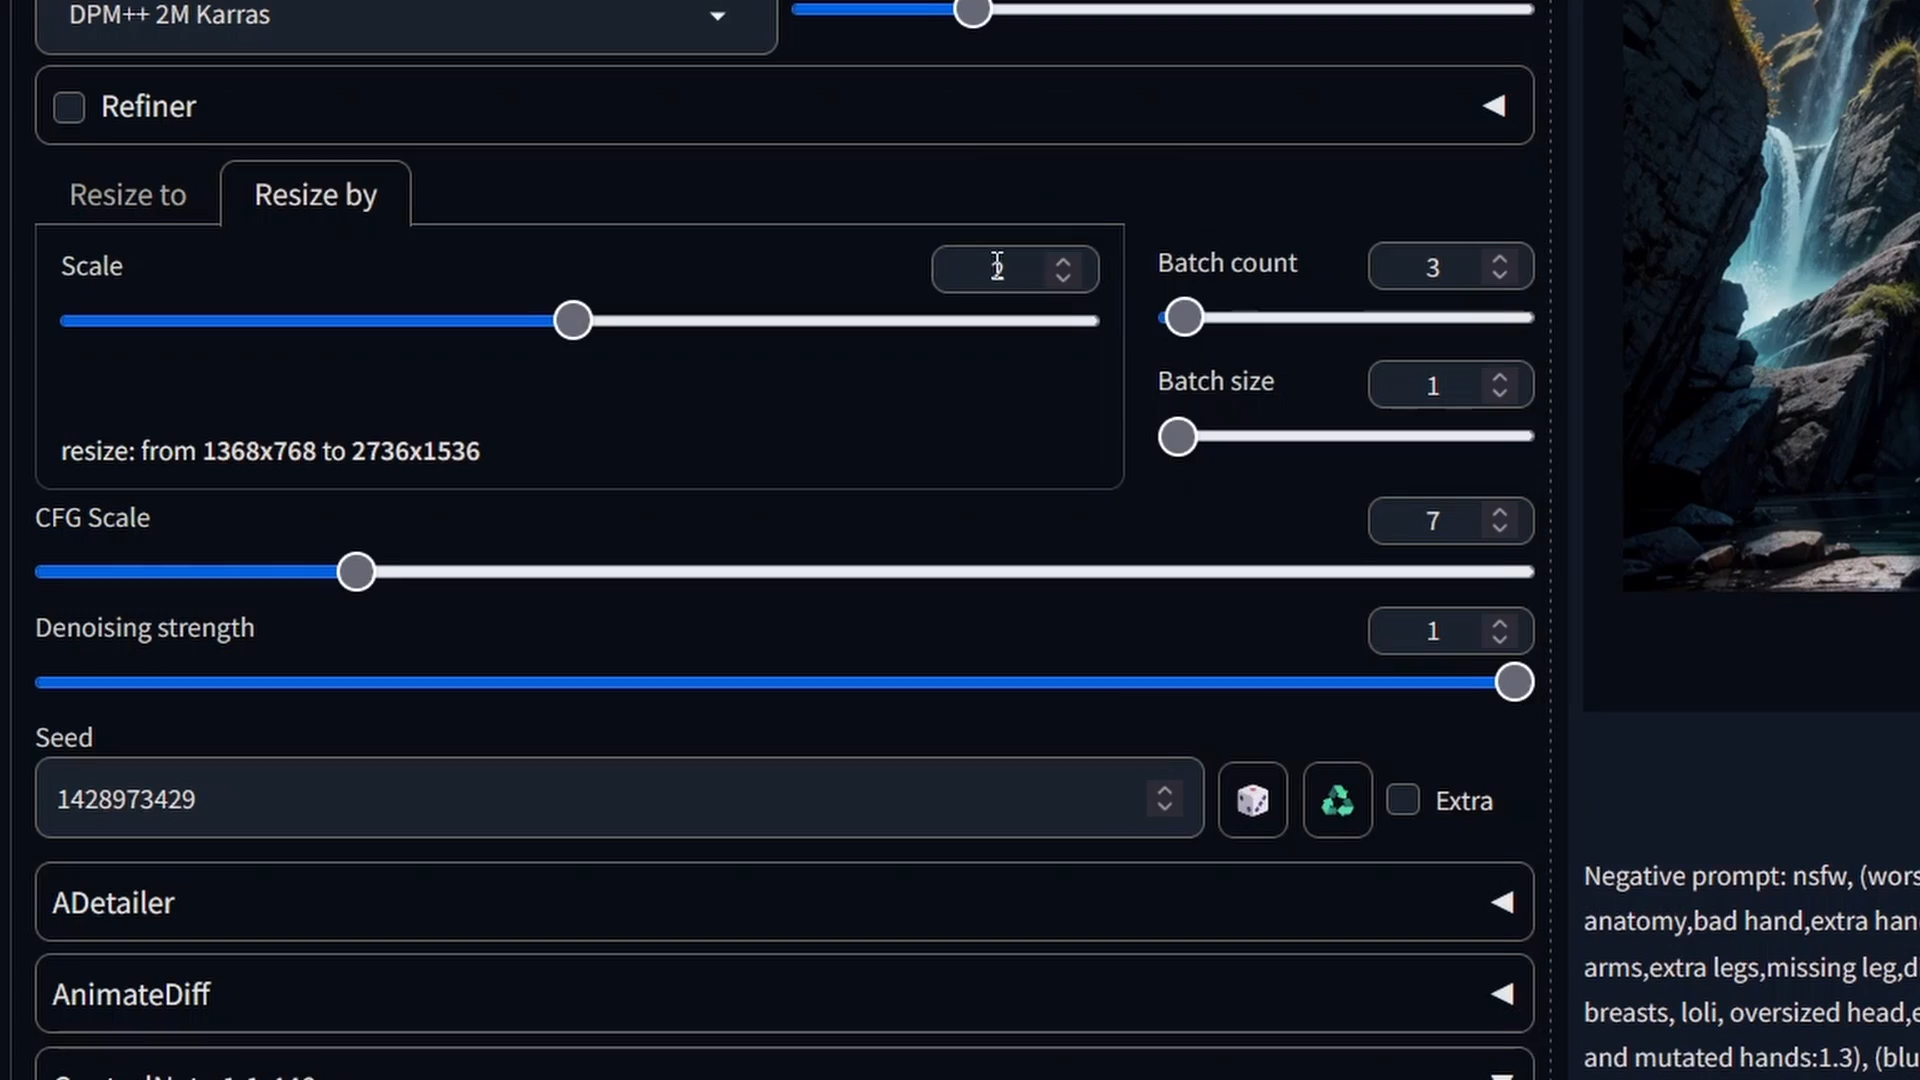 DPM++ 2M Karras
Refiner
Resize to
Resize by
Scale
2
Batch count
3
Batch size
1
resize: from 1368x768 to 2736x1536
CFG Scale
7
Denoising strength
1
Seed
1428973429
Extra
ADetailer
AnimateDiff
Negative prompt: nsfw, (wors
anatomy,bad hand,extra han
arms,extra legs,missing leg,d
breasts, loli, oversized head,e
and mutated hands:1.3), (blu